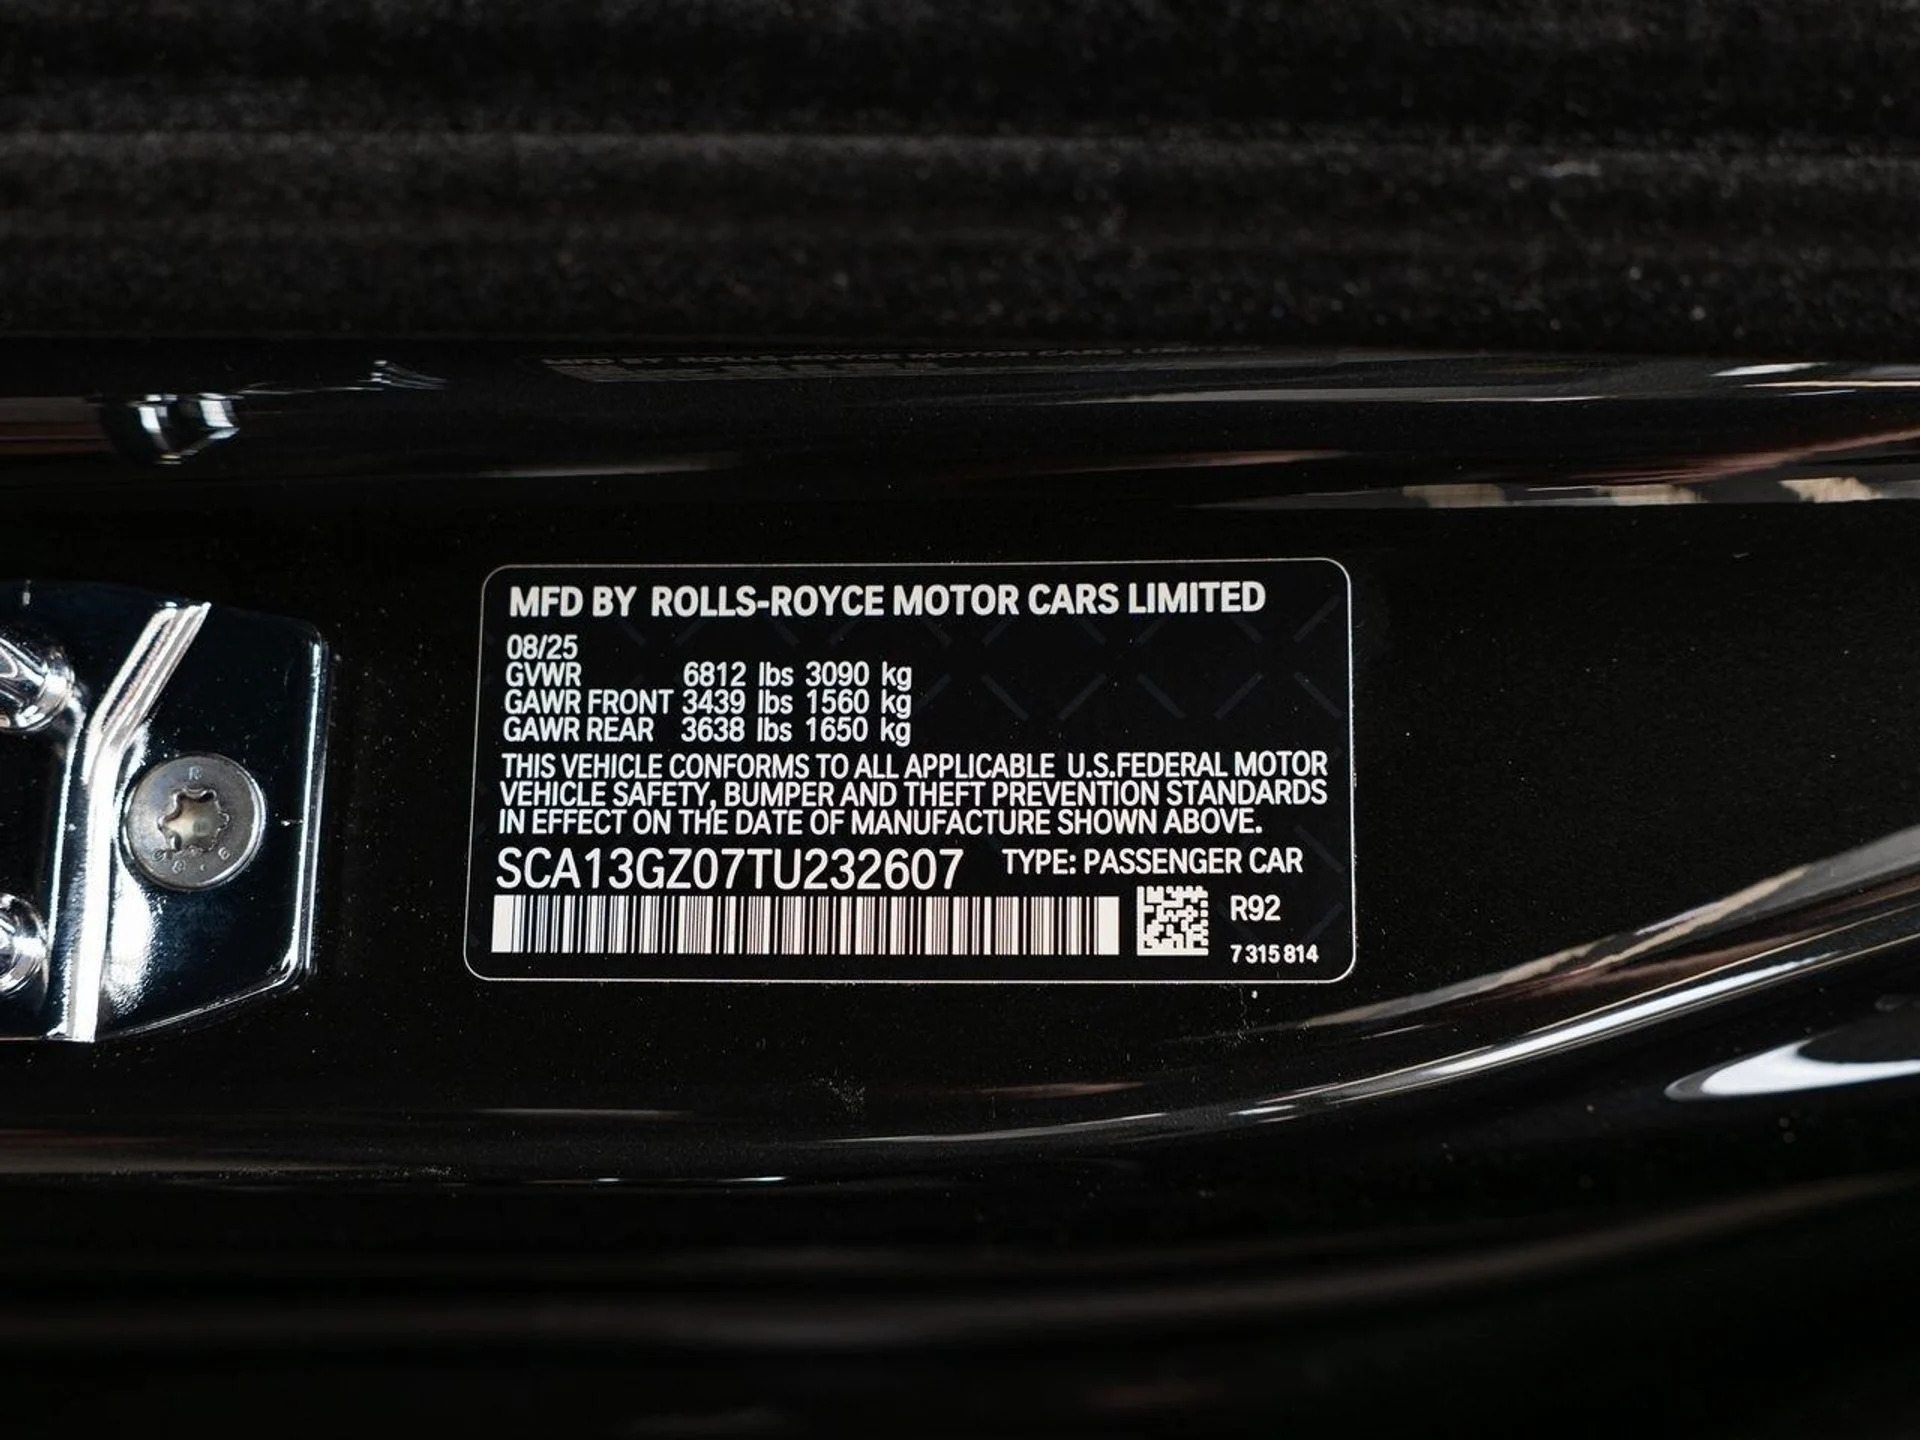 MFD BY ROLLS-ROYCE MOTOR CARS LIMITED
08/25
GVWR 6812 lbs 3090 kg
GAWR FRONT 3439 lbs 1560 kg
GAWR REAR 3638 lbs 1650 kg
THIS VEHICLE CONFORMS TO ALL APPLICABLE U.S.FEDERAL MOTOR
VEHICLE SAFETY, BUMPER AND THEFT PREVENTION STANDARDS
IN EFFECT ON THE DATE OF MANUFACTURE SHOWN ABOVE.
SCA13GZ07TU232607 TYPE: PASSENGER CAR
R92
7 315 814